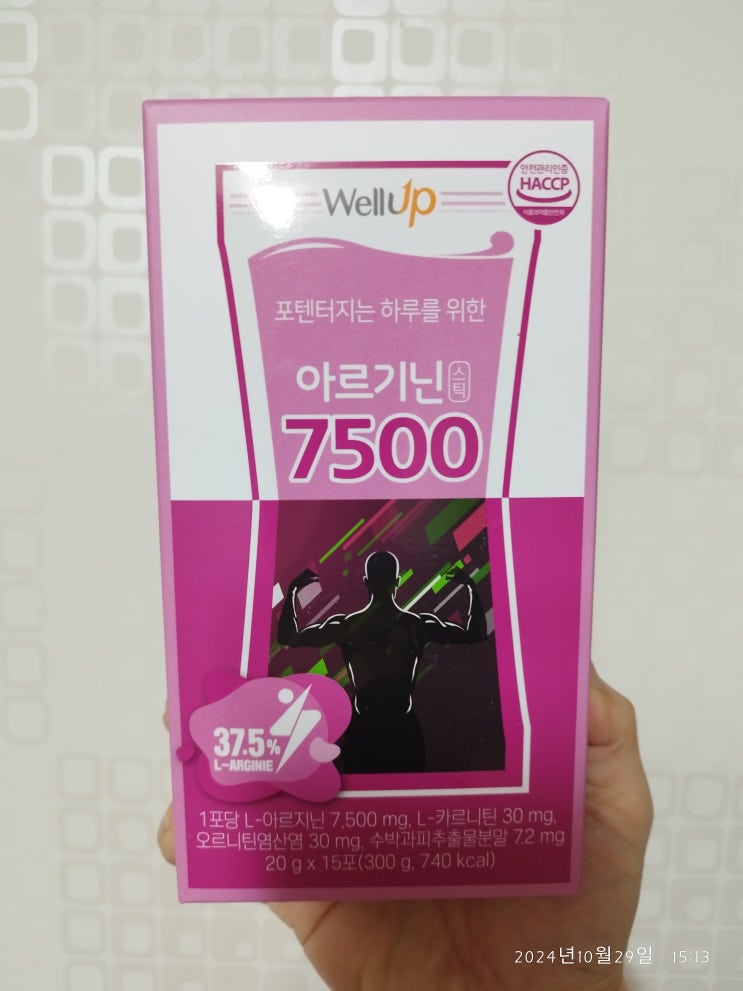 WellUp
안전관리인증
HACCP
식품의약품안전처
포텐터지는 하루를 위한
아르기닌 스틱
7500
37.5%
L-ARGINIE
1포당 L-아르지닌 7,500 mg, L-카르니틴 30 mg,
오르니틴염산염 30 mg, 수박과피추출물분말 7.2 mg
20 g x 15포(300 g, 740 kcal)
2024년10월29일 15:13